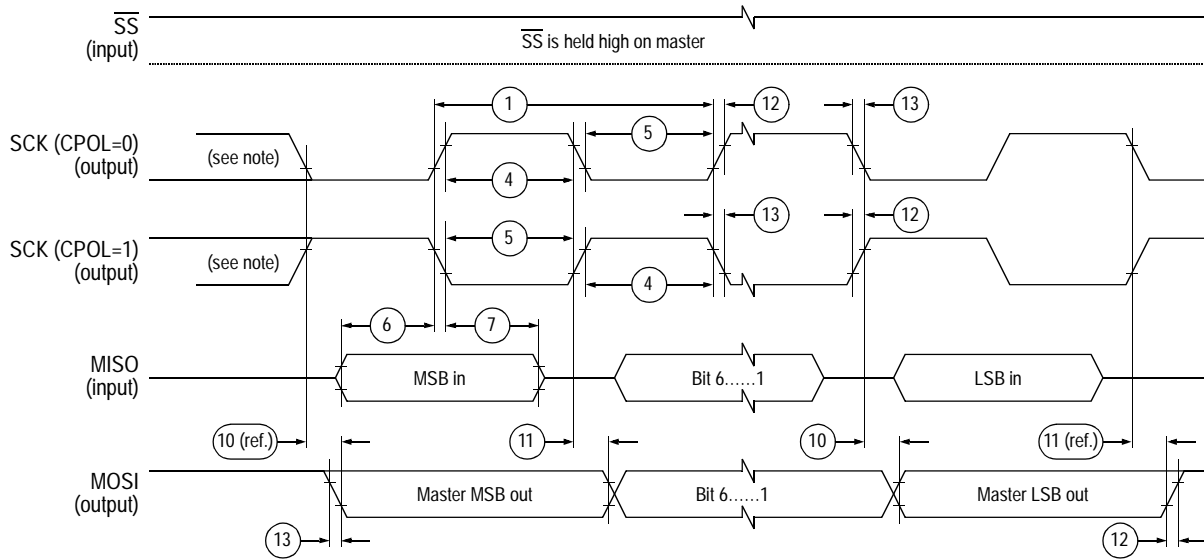 SS
(input)
SS is held high on master
1
12
13
SCK (CPOL=0)
(output)
(see note)
5
4
13
12
SCK (CPOL=1)
(output)
(see note)
5
4
6
7
MISO
(input)
MSB in
Bit 6......1
LSB in
10 (ref.)
11
10
11 (ref.)
MOSI
(output)
Master MSB out
Bit 6......1
Master LSB out
13
12